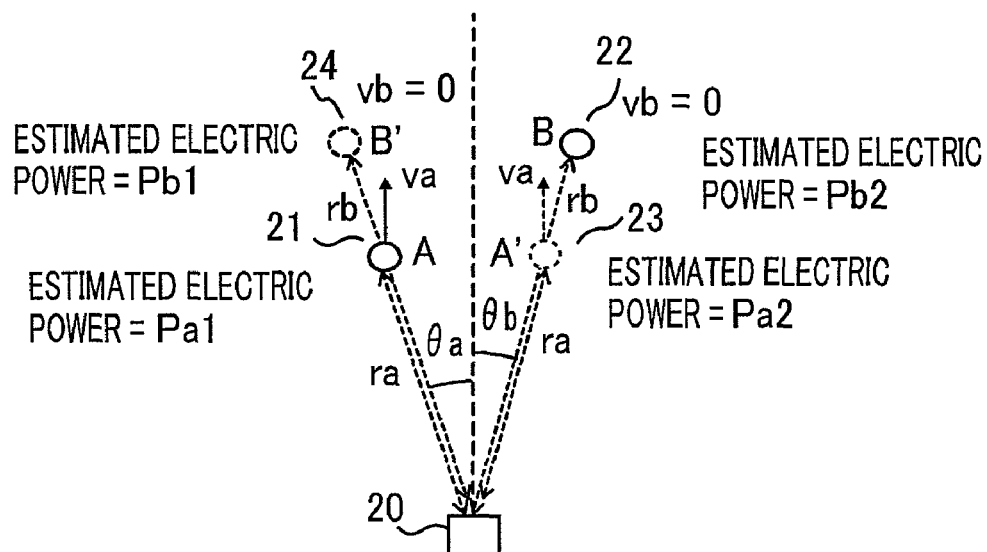 24
vb = 0
22
vb = 0
B'
B
ESTIMATED ELECTRIC
POWER = Pb1
ESTIMATED ELECTRIC
POWER = Pb2
va
va
rb
rb
21
A
A'
23
ESTIMATED ELECTRIC
POWER = Pa1
ESTIMATED ELECTRIC
POWER = Pa2
θa
θb
ra
ra
20